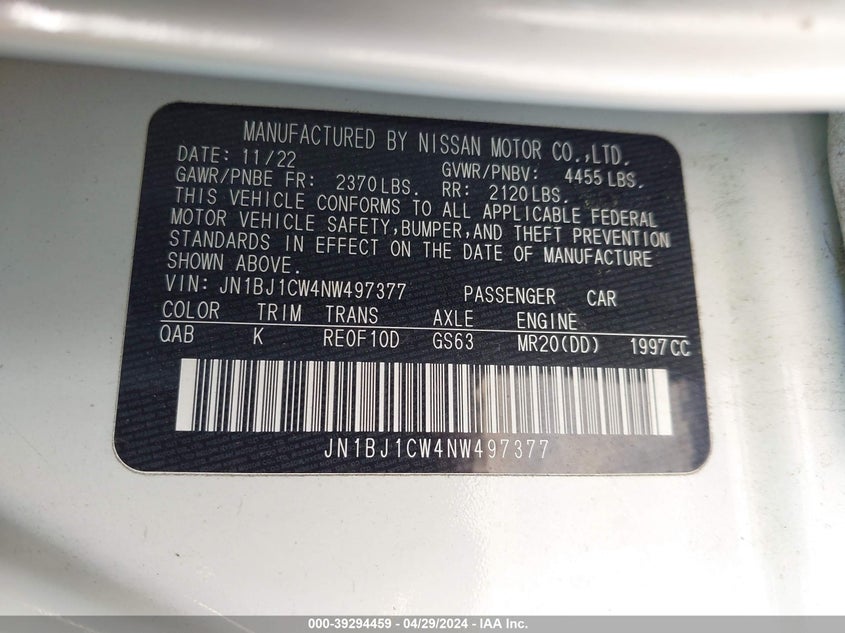 MANUFACTURED BY NISSAN MOTOR CO.,LTD.
DATE: 11/22 GVWR/PNBV: 4455 LBS.
GAWR/PNBE FR: 2370 LBS. RR: 2120 LBS.
THIS VEHICLE CONFORMS TO ALL APPLICABLE FEDERAL
MOTOR VEHICLE SAFETY, BUMPER, AND THEFT PREVENTION
STANDARDS IN EFFECT ON THE DATE OF MANUFACTURE
SHOWN ABOVE.
VIN: JN1BJ1CW4NW497377 PASSENGER CAR
COLOR TRIM TRANS AXLE ENGINE
QAB K RE0F10D GS63 MR20(DD) 1997CC
JN1BJ1CW4NW497377
000-39294459 - 04/29/2024 - IAA Inc.